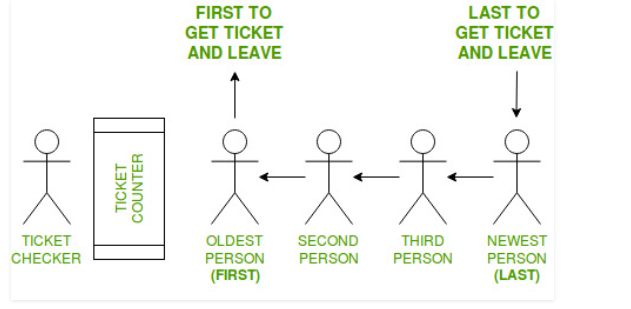 FIRST TO
GET TICKET
AND LEAVE
LAST TO
GET TICKET
AND LEAVE
TICKET
COUNTER
TICKET
CHECKER
OLDEST
PERSON
(FIRST)
SECOND
PERSON
THIRD
PERSON
NEWEST
PERSON
(LAST)